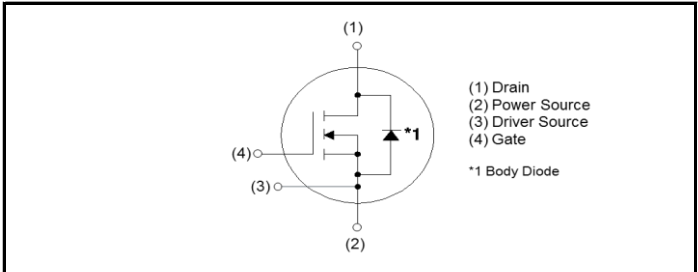 (1)
(1) Drain
(2) Power Source
(3) Driver Source
(4) Gate
*1
(4)
*1 Body Diode
(3)
(2)